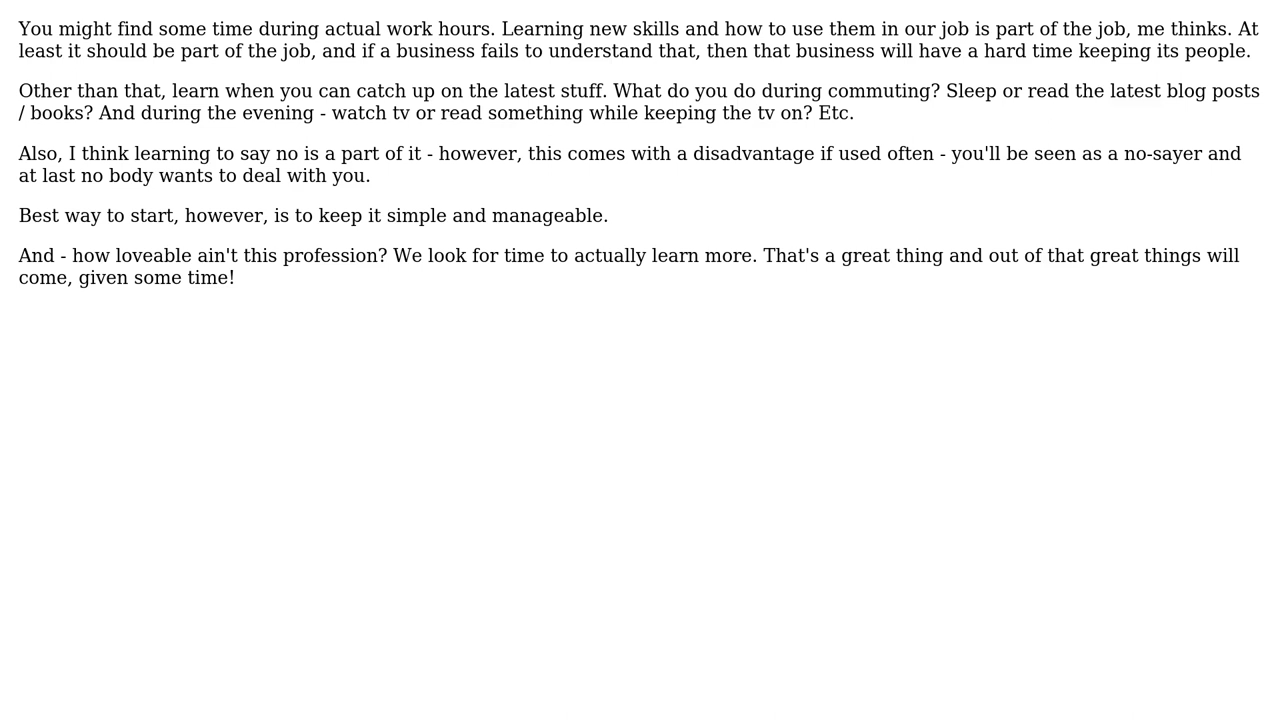 You might find some time during actual work hours. Learning new skills and how to use them in our job is part of the job, me thinks. At
least it should be part of the job, and if a business fails to understand that, then that business will have a hard time keeping its people.
Other than that, learn when you can catch up on the latest stuff. What do you do during commuting? Sleep or read the latest blog posts
/ books? And during the evening - watch tv or read something while keeping the tv on? Etc.
Also, I think learning to say no is a part of it - however, this comes with a disadvantage if used often - you'll be seen as a no-sayer and
at last no body wants to deal with you.
Best way to start, however, is to keep it simple and manageable.
And - how loveable ain't this profession? We look for time to actually learn more. That's a great thing and out of that great things will
come, given some time!